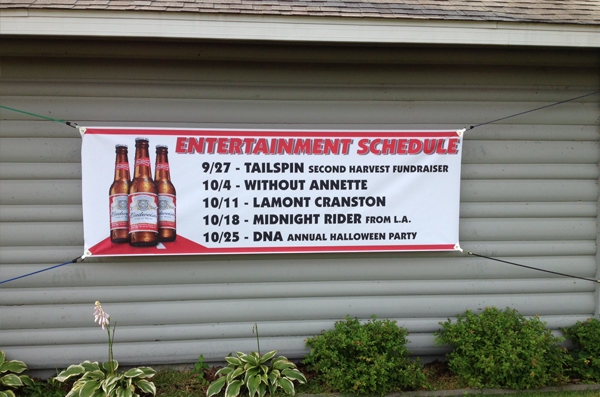 ENTERTAINMENT SCHEDULE
9/27 - TAILSPIN SECOND HARVEST FUNDRAISER
10/4 - WITHOUT ANNETTE
10/11 - LAMONT CRANSTON
10/18 - MIDNIGHT RIDER FROM L.A.
10/25 - DNA ANNUAL HALLOWEEN PARTY
Budweiser